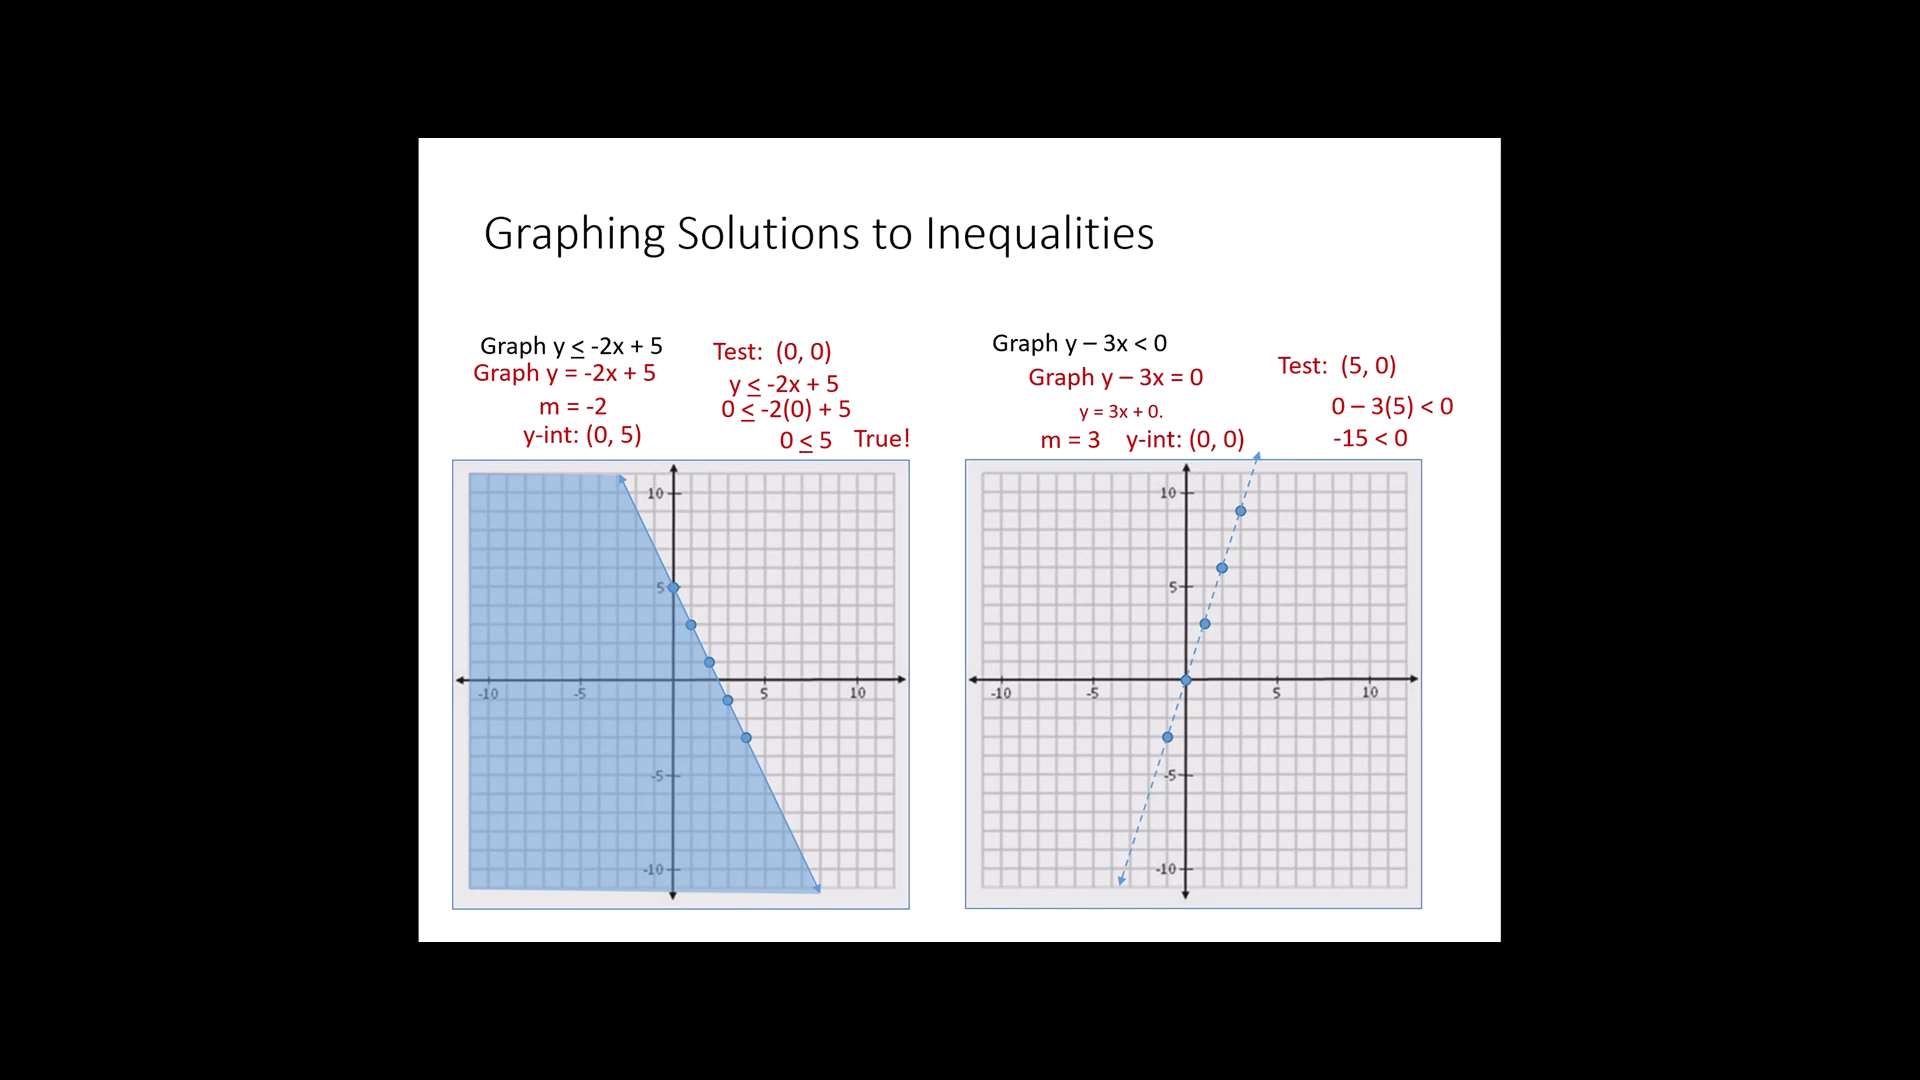 Graphing Solutions to Inequalities
Graph y ≤ -2x + 5
Graph y = -2x + 5
m = -2
y-int: (0, 5)
Test: (0, 0)
y ≤ -2x + 5
0 ≤ -2(0) + 5
0 ≤ 5 True!
10
5
-10
-5
5
10
-5
-10
Graph y – 3x < 0
Graph y – 3x = 0
y = 3x + 0.
m = 3 y-int: (0, 0)
Test: (5, 0)
0 – 3(5) < 0
-15 < 0
10
5
-10
-5
5
10
-5
-10